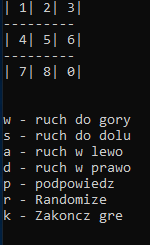 | 1| 2| 3|
---------
| 4| 5| 6|
---------
| 7| 8| 0|
w - ruch do gory
s - ruch do dolu
a - ruch w lewo
d - ruch w prawo
p - podpowiedz
r - Randomize
k - Zakoncz gre